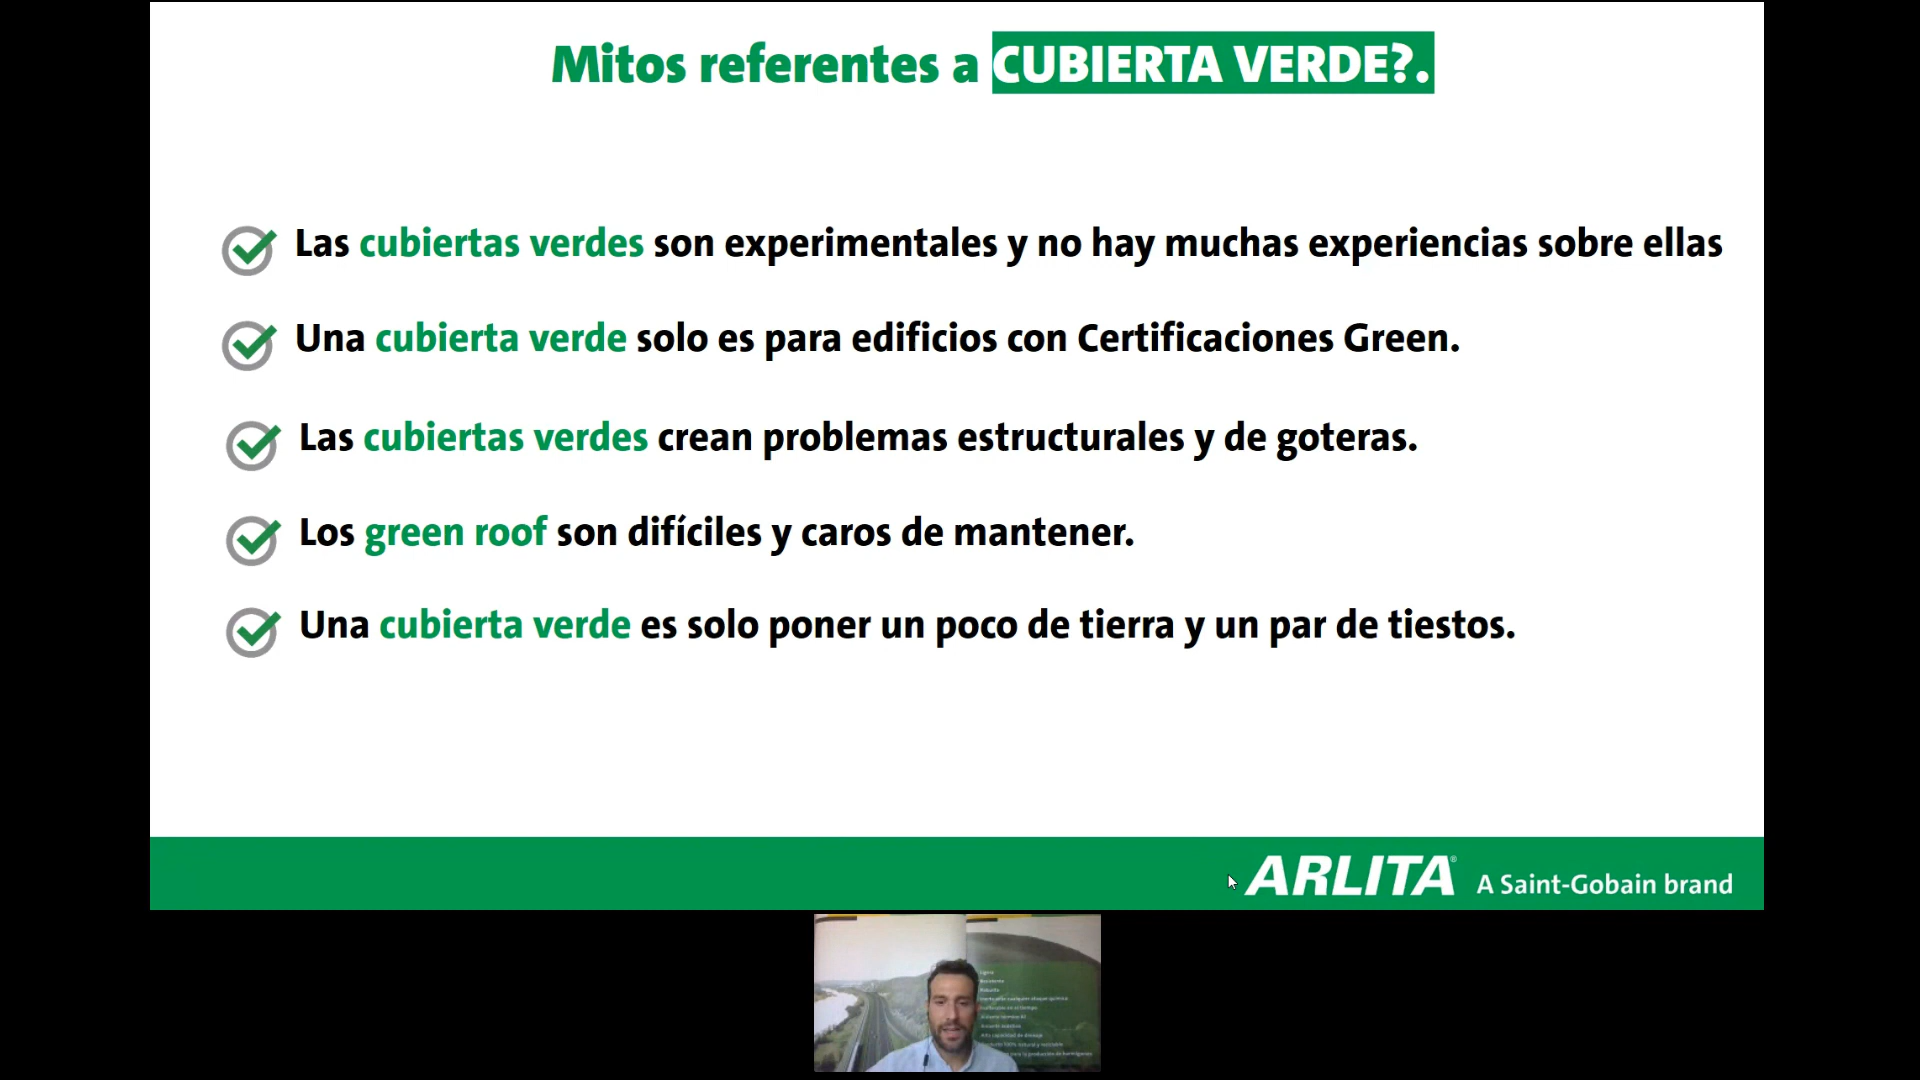 Mitos referentes a CUBIERTA VERDE?.
Las cubiertas verdes son experimentales y no hay muchas experiencias sobre ellas
Una cubierta verde solo es para edificios con Certificaciones Green.
Las cubiertas verdes crean problemas estructurales y de goteras.
Los green roof son difíciles y caros de mantener.
Una cubierta verde es solo poner un poco de tierra y un par de tiestos.
ARLITA® A Saint-Gobain brand